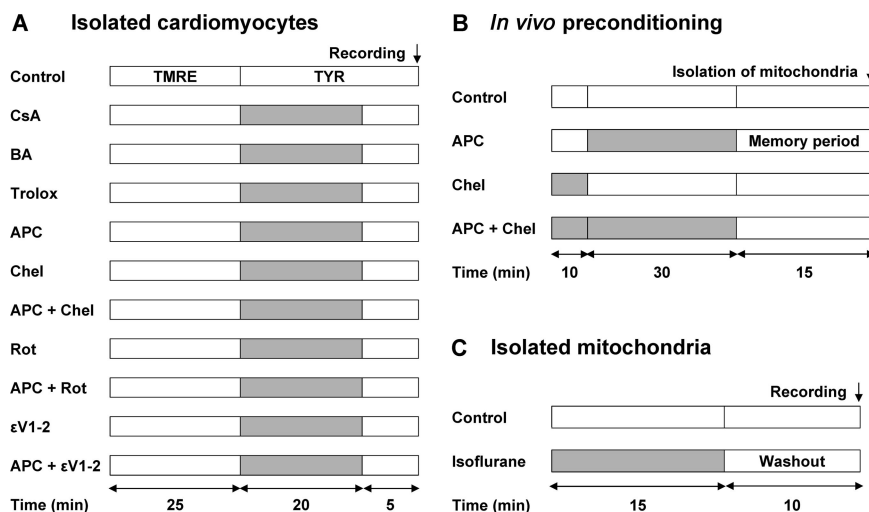 A Isolated cardiomyocytes
Recording
Control TMRE TYR
CsA
BA
Trolox
APC
Chel
APC + Chel
Rot
APC + Rot
εV1-2
APC + εV1-2
Time (min) 25 20 5
B In vivo preconditioning
Isolation of mitochondria
Control
APC Memory period
Chel
APC + Chel
Time (min) 10 30 15
C Isolated mitochondria
Recording
Control
Isoflurane Washout
Time (min) 15 10